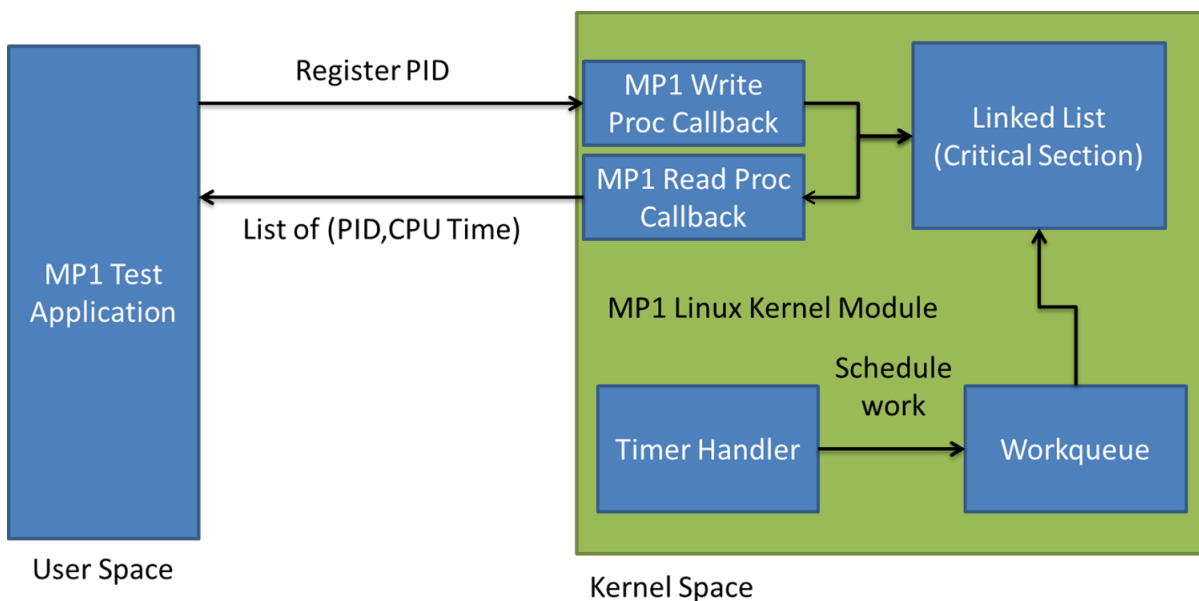 Register PID
MP1 Write
Proc Callback
MP1 Read Proc
Callback
Linked List
(Critical Section)
List of (PID,CPU Time)
MP1 Test
Application
MP1 Linux Kernel Module
Schedule
work
Timer Handler
Workqueue
User Space
Kernel Space